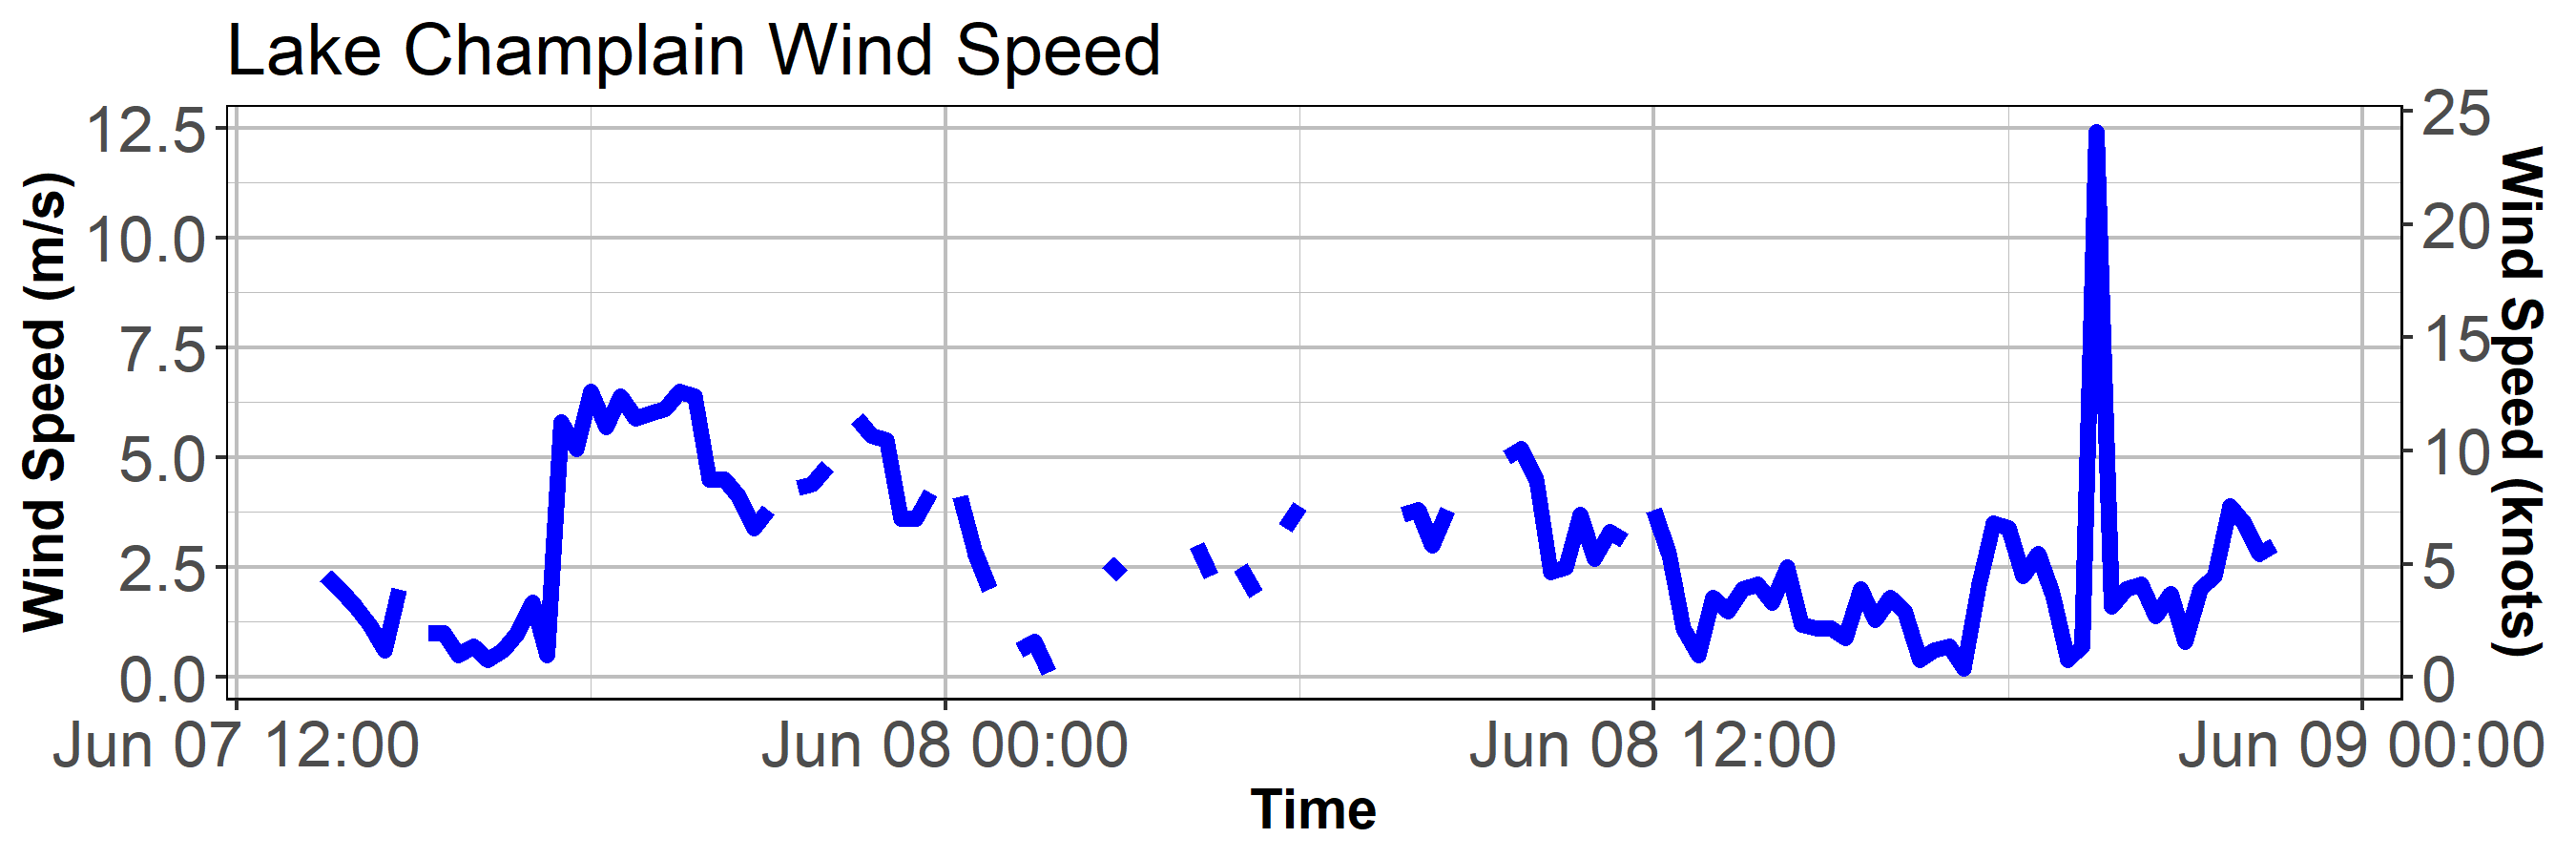 Lake Champlain Wind Speed
12.5
10.0
7.5
5.0
2.5
0.0
Wind Speed (m/s)
25
20
15
10
5
0
Wind Speed (knots)
Jun 07 12:00
Jun 08 00:00
Jun 08 12:00
Jun 09 00:00
Time